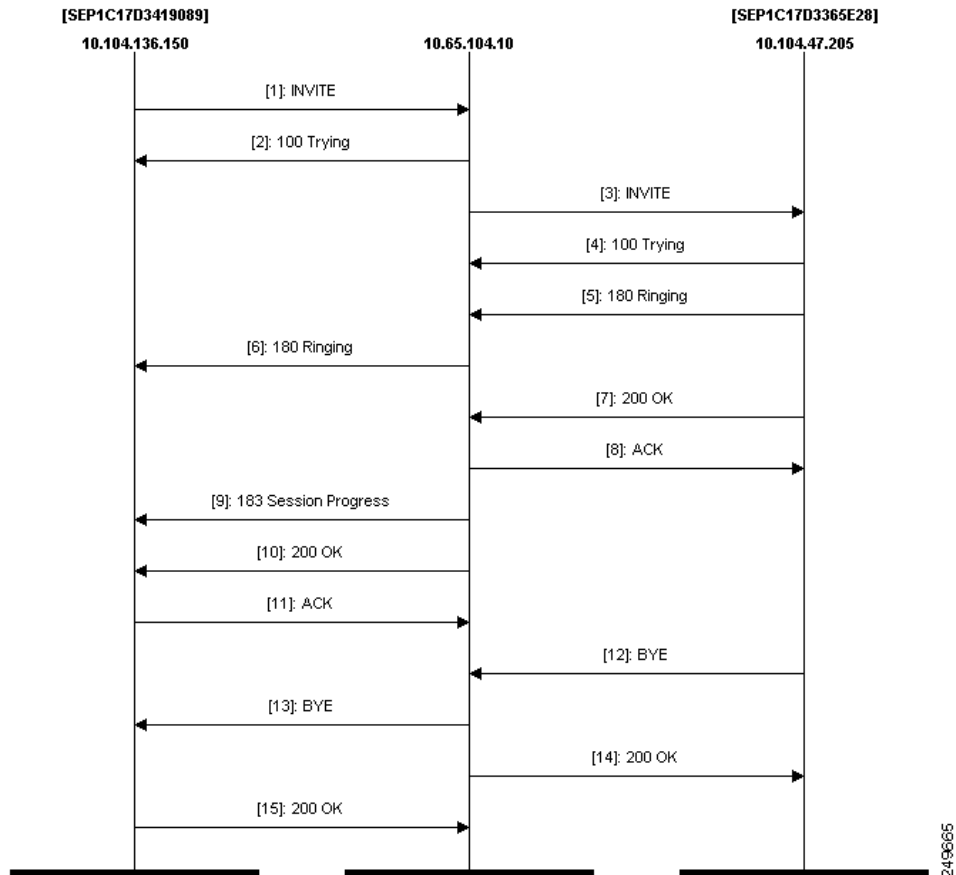 [SEP1C17D3419089] [SEP1C17D3365E28]
10.104.136.150 10.65.104.10 10.104.47.205
[1]: INVITE
[2]: 100 Trying
[3]: INVITE
[4]: 100 Trying
[5]: 180 Ringing
[6]: 180 Ringing
[7]: 200 OK
[8]: ACK
[9]: 183 Session Progress
[10]: 200 OK
[11]: ACK
[12]: BYE
[13]: BYE
[14]: 200 OK
[15]: 200 OK
249665